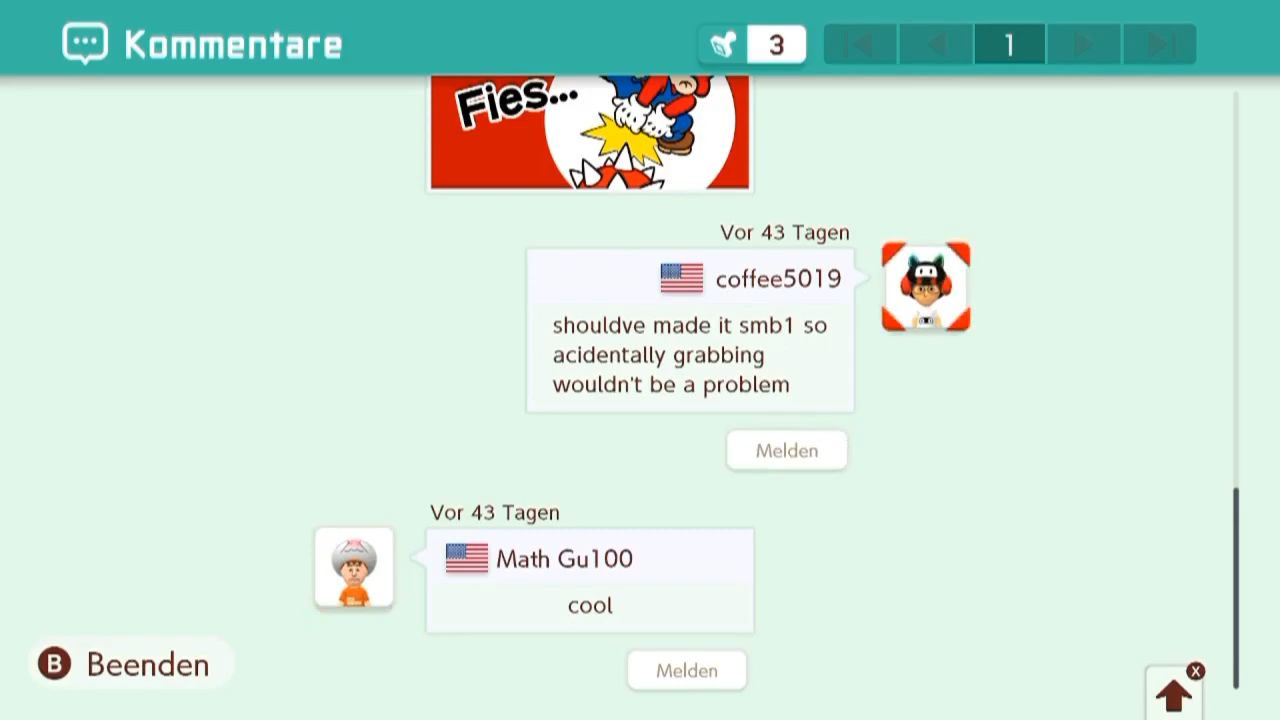 Kommentare
3
1
Fies...
Vor 43 Tagen
coffee5019
shouldve made it smb1 so
acidentally grabbing
wouldn't be a problem
Melden
Vor 43 Tagen
Math Gu100
cool
Melden
B Beenden
X